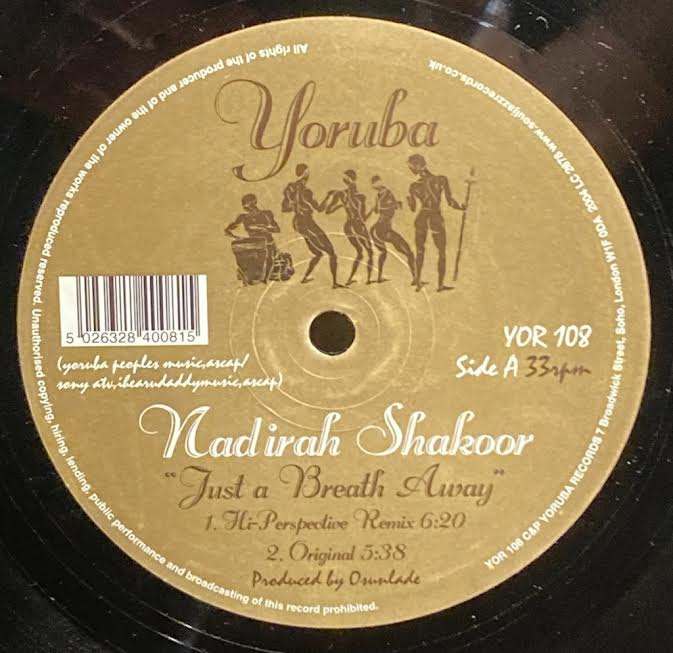 Yoruba
5 026328 400815
(yoruba peoples music,ascap/
sony atv,ihearudaddymusic,ascap)
YOR 108
Side A 33rpm
Nadirah Shakoor
"Just a Breath Away"
1. Hi-Perspective Remix 6:20
2. Original 5:38
Produced by Osunlade
YOR 108 C&P YORUBA RECORDS 7 Broadwick Street, Soho, London W1F 0DA 2004 LC 2878 www.souljazzrecords.co.uk
All rights of the producer and of the owner of the works reproduced reserved. Unauthorised copying, hiring, lending, public performance and broadcasting of this record prohibited.